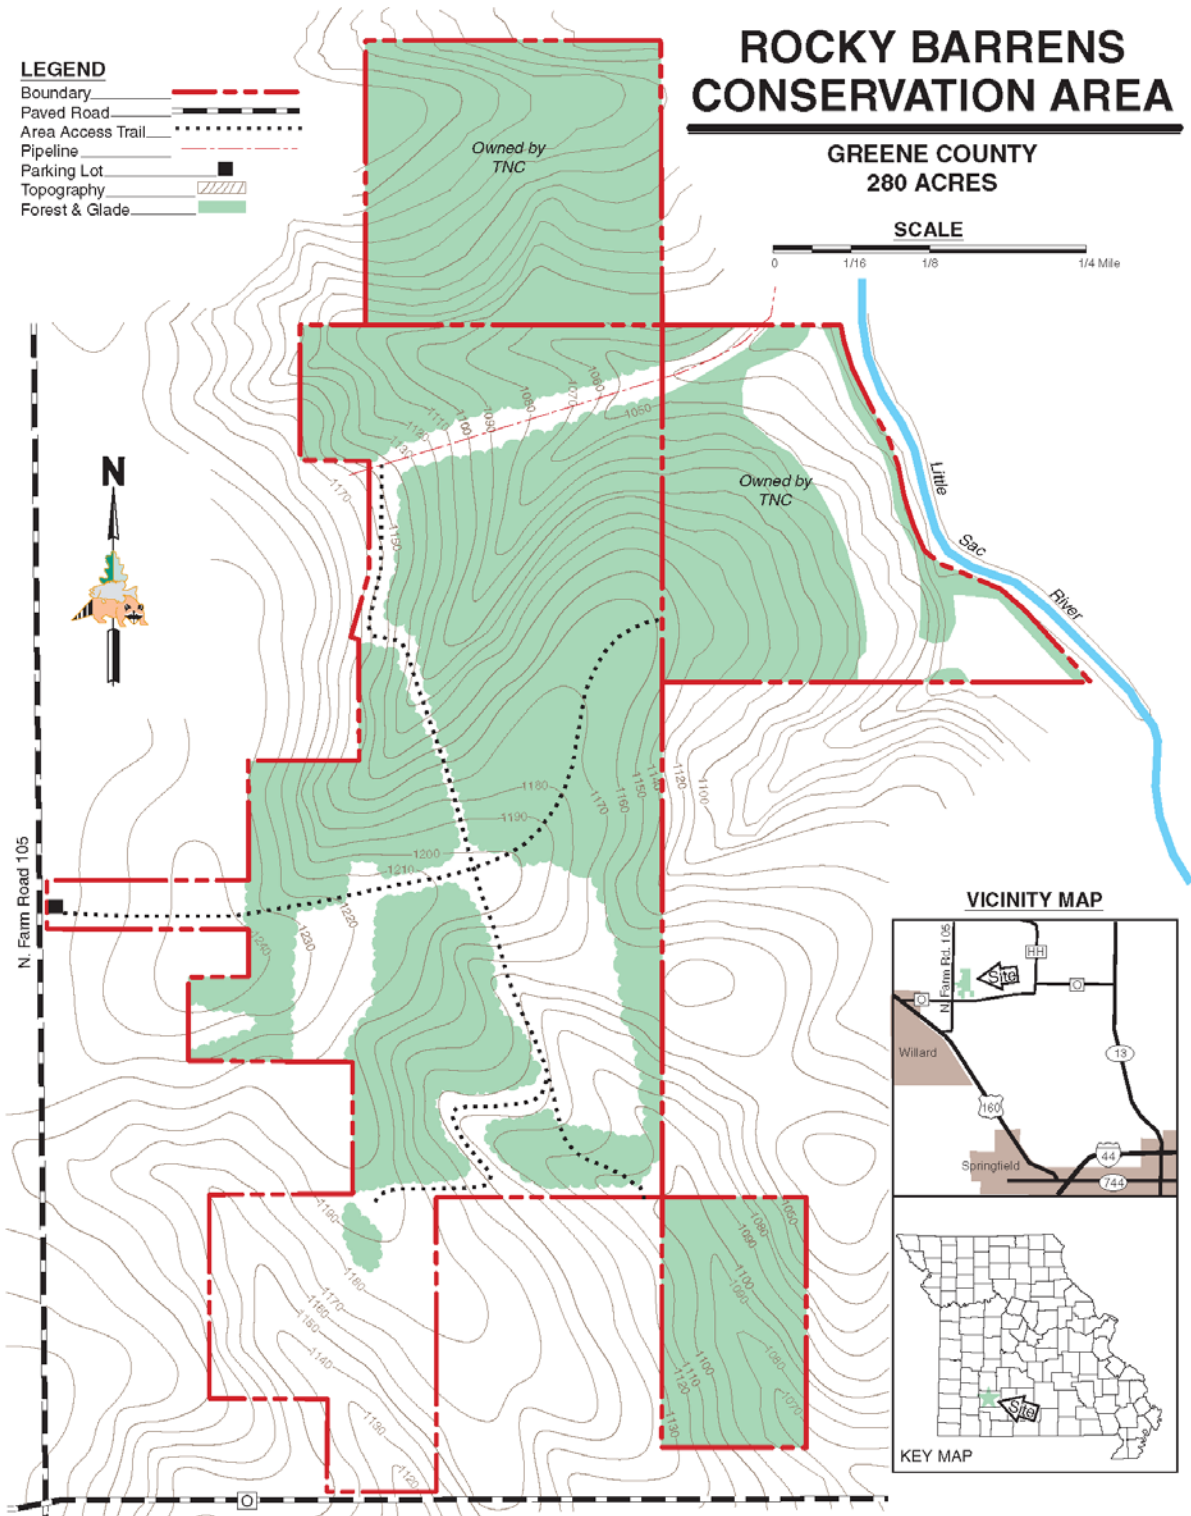 ROCKY BARRENS
CONSERVATION AREA
GREENE COUNTY
280 ACRES
SCALE
0 1/16 1/8 1/4 Mile
LEGEND
Boundary
Paved Road
Area Access Trail
Pipeline
Parking Lot
Topography
Forest & Glade
Owned by
TNC
N
1060
1070
1080
1050
1110
1100
1090
1120
1130
1170
1150
Owned by
TNC
Little
Sac
River
1180
1190
1170
1160
1150
1140
1120
1100
1200
1210
1220
1230
1240
N. Farm Road 105
1190
1180
1170
1160
1150
1140
1130
1120
1050
1080
1090
1100
1090
1100
1110
1120
1130
1080
1070
O
VICINITY MAP
N. Farm Rd. 105
HH
Site
O
O
Willard
13
160
Springfield
44
744
Site
KEY MAP